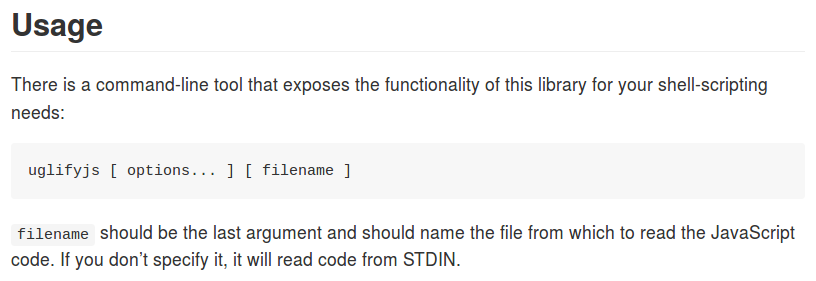 Usage
There is a command-line tool that exposes the functionality of this library for your shell-scripting
needs:
uglifyjs [ options... ] [ filename ]
filename should be the last argument and should name the file from which to read the JavaScript
code. If you don’t specify it, it will read code from STDIN.